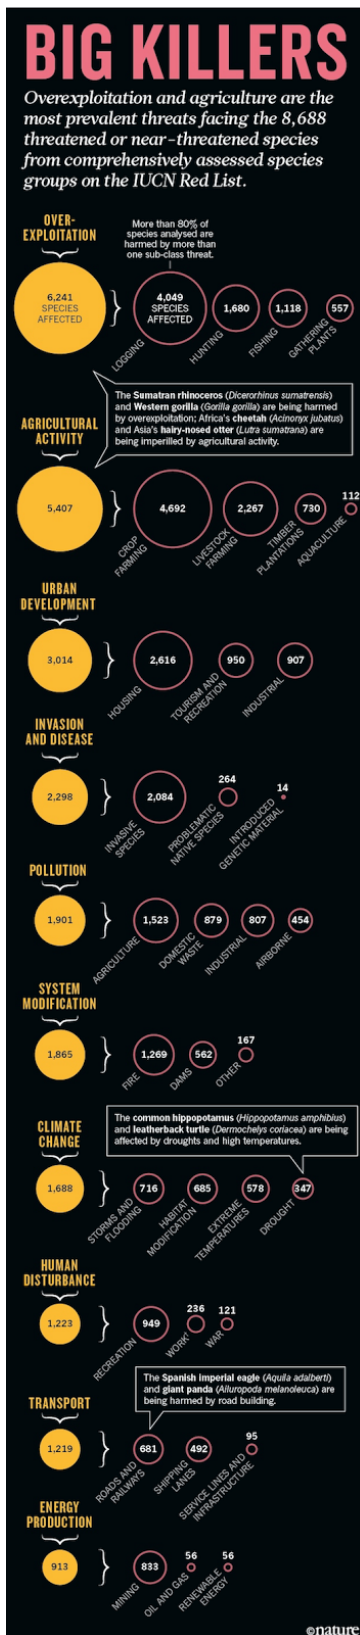 BIG KILLERS
Overexploitation and agriculture are the
most prevalent threats facing the 8,688
threatened or near-threatened species
from comprehensively assessed species
groups on the IUCN Red List.
OVER-
EXPLOITATION
More than 80% of
species analysed are
harmed by more than
one sub-class threat.
6,241
SPECIES
AFFECTED
4,049
SPECIES
AFFECTED
1,680
1,118
557
LOGGING
HUNTING
FISHING
GATHERING
PLANTS
The Sumatran rhinoceros (Dicerorhinus sumatrensis)
and Western gorilla (Gorilla gorilla) are being harmed
by overexploitation; Africa's cheetah (Acinonyx jubatus)
and Asia's hairy-nosed otter (Lutra sumatrana) are
being imperilled by agricultural activity.
AGRICULTURAL
ACTIVITY
5,407
4,692
2,267
730
112
CROP
FARMING
LIVESTOCK
FARMING
TIMBER
PLANTATIONS
AQUACULTURE
URBAN
DEVELOPMENT
3,014
2,616
950
907
HOUSING
TOURISM AND
RECREATION
INDUSTRIAL
INVASION
AND DISEASE
2,298
2,084
264
14
INVASIVE
SPECIES
PROBLEMATIC
NATIVE SPECIES
INTRODUCED
GENETIC MATERIAL
POLLUTION
1,901
1,523
879
807
454
AGRICULTURE
DOMESTIC
WASTE
INDUSTRIAL
AIRBORNE
SYSTEM
MODIFICATION
1,865
1,269
562
167
FIRE
DAMS
OTHER
The common hippopotamus (Hippopotamus amphibius)
and leatherback turtle (Dermochelys coriacea) are being
affected by droughts and high temperatures.
CLIMATE
CHANGE
1,688
716
685
578
347
STORMS AND
FLOODING
HABITAT
MODIFICATION
EXTREME
TEMPERATURES
DROUGHT
HUMAN
DISTURBANCE
1,223
949
236
121
RECREATION
WORK†
WAR
The Spanish imperial eagle (Aquila adalberti)
and giant panda (Ailuropoda melanoleuca) are
being harmed by road building.
TRANSPORT
1,219
681
492
95
ROADS AND
RAILWAYS
SHIPPING
LANES
SERVICE LINES AND
INFRASTRUCTURE
ENERGY
PRODUCTION
913
833
56
56
MINING
OIL AND GAS
RENEWABLE
ENERGY
©nature